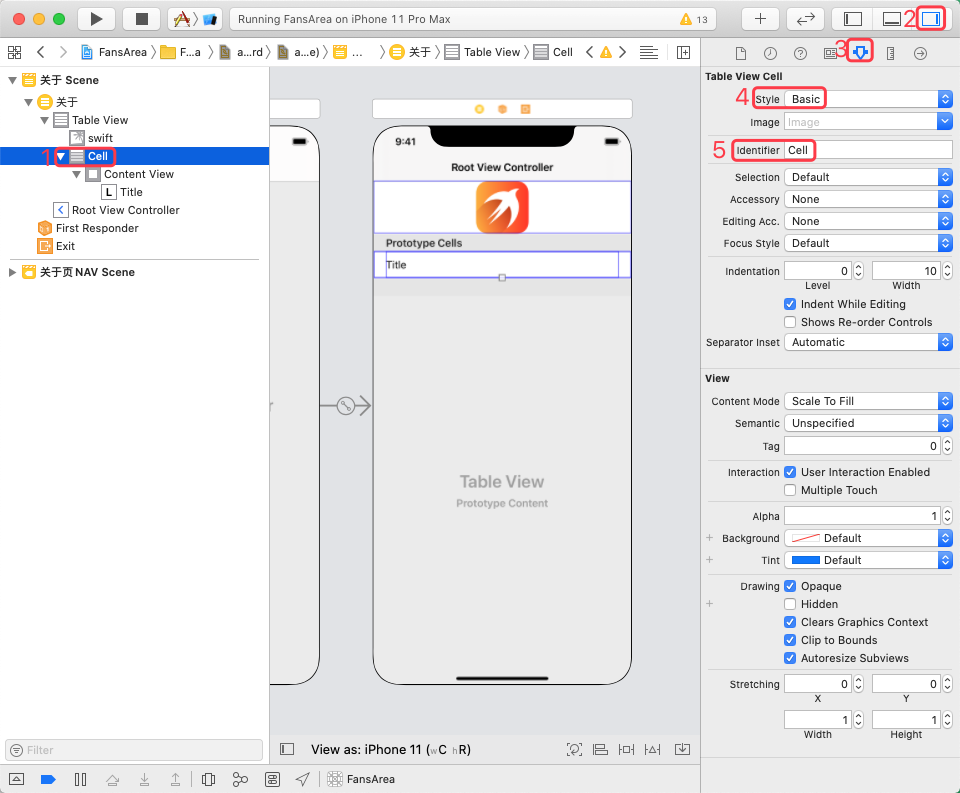 Running FansArea on iPhone 11 Pro Max
13
2
FansArea
F...a
a...rd
a...e)
...
关于
Table View
Cell
3
关于 Scene
关于
Table View
swift
1
Cell
Content View
L
Title
Root View Controller
First Responder
Exit
关于页 NAV Scene
Filter
9:41
Root View Controller
Prototype Cells
Title
Table View
Prototype Content
View as: iPhone 11 (wC hR)
FansArea
Table View Cell
4
Style Basic
Image Image
5
Identifier Cell
Selection Default
Accessory None
Editing Acc. None
Focus Style Default
Indentation 0 10
Level Width
Indent While Editing
Shows Re-order Controls
Separator Inset Automatic
View
Content Mode Scale To Fill
Semantic Unspecified
Tag 0
Interaction User Interaction Enabled
Multiple Touch
Alpha 1
Background Default
Tint Default
Drawing Opaque
Hidden
Clears Graphics Context
Clip to Bounds
Autoresize Subviews
Stretching 0 0
X Y
1 1
Width Height